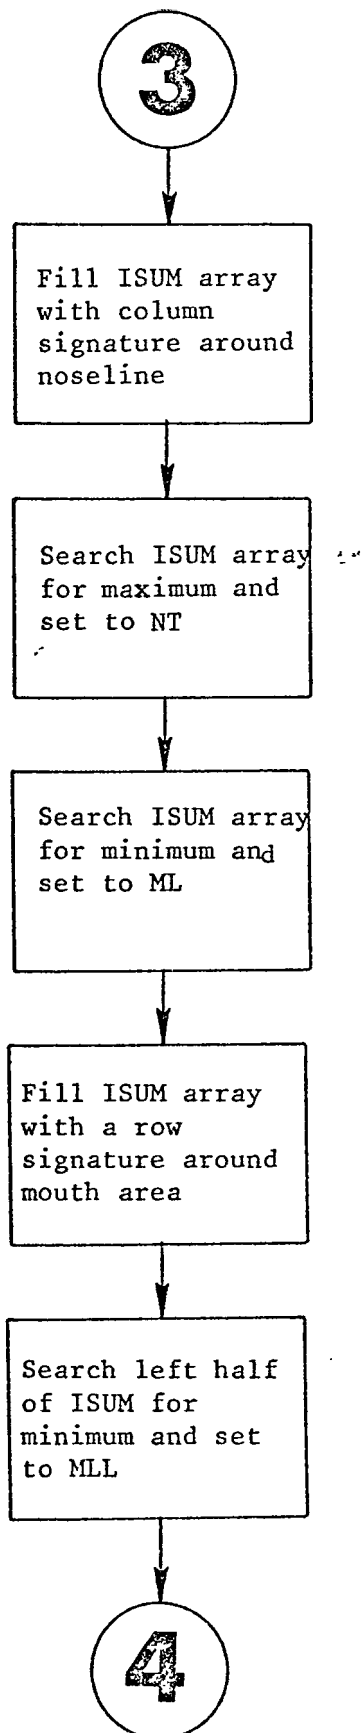 3
Fill ISUM array
with column
signature around
noseline
Search ISUM array
for maximum and
set to NT
Search ISUM array
for minimum and
set to ML
Fill ISUM array
with a row
signature around
mouth area
Search left half
of ISUM for
minimum and set
to MLL
4